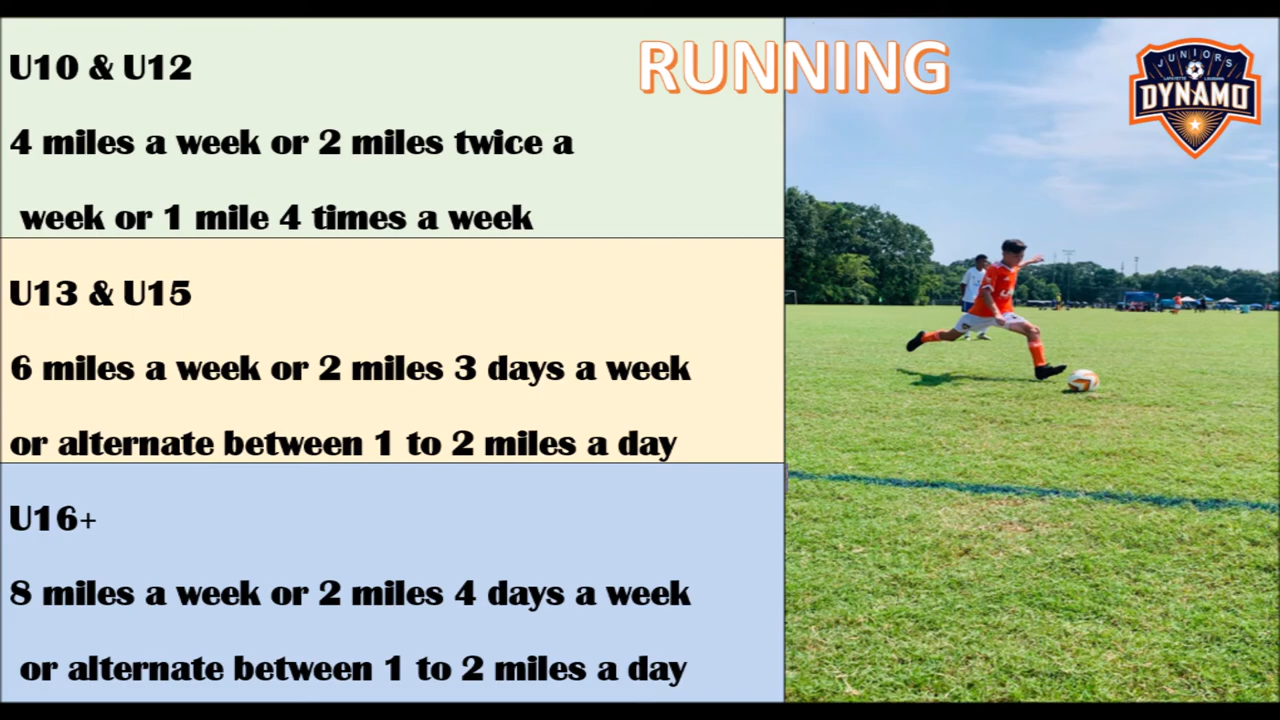 RUNNING
U10 & U12
4 miles a week or 2 miles twice a
week or 1 mile 4 times a week
U13 & U15
6 miles a week or 2 miles 3 days a week
or alternate between 1 to 2 miles a day
U16+
8 miles a week or 2 miles 4 days a week
or alternate between 1 to 2 miles a day
JUNIORS
LAFAYETTE LOUISIANA
DYNAMO